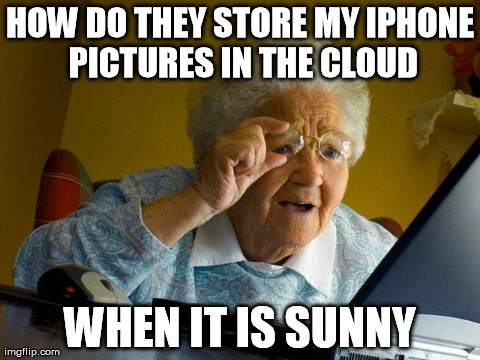 HOW DO THEY STORE MY IPHONE
PICTURES IN THE CLOUD
WHEN IT IS SUNNY
imgflip.com